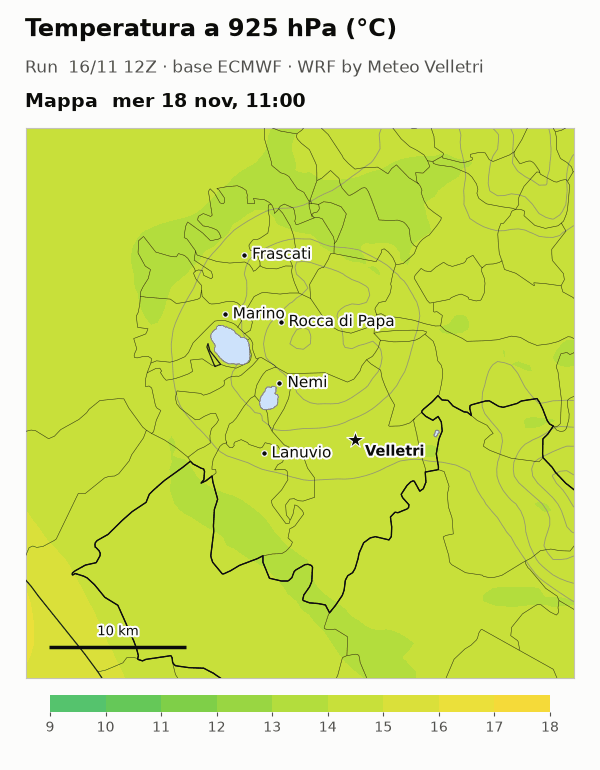 Temperatura a 925 hPa (°C)
Run  16/11 12Z · base ECMWF · WRF by Meteo Velletri
Mappa  mer 18 nov, 11:00
Frascati
Marino
Rocca di Papa
Nemi
Velletri
Lanuvio
10 km
9 10 11 12 13 14 15 16 17 18